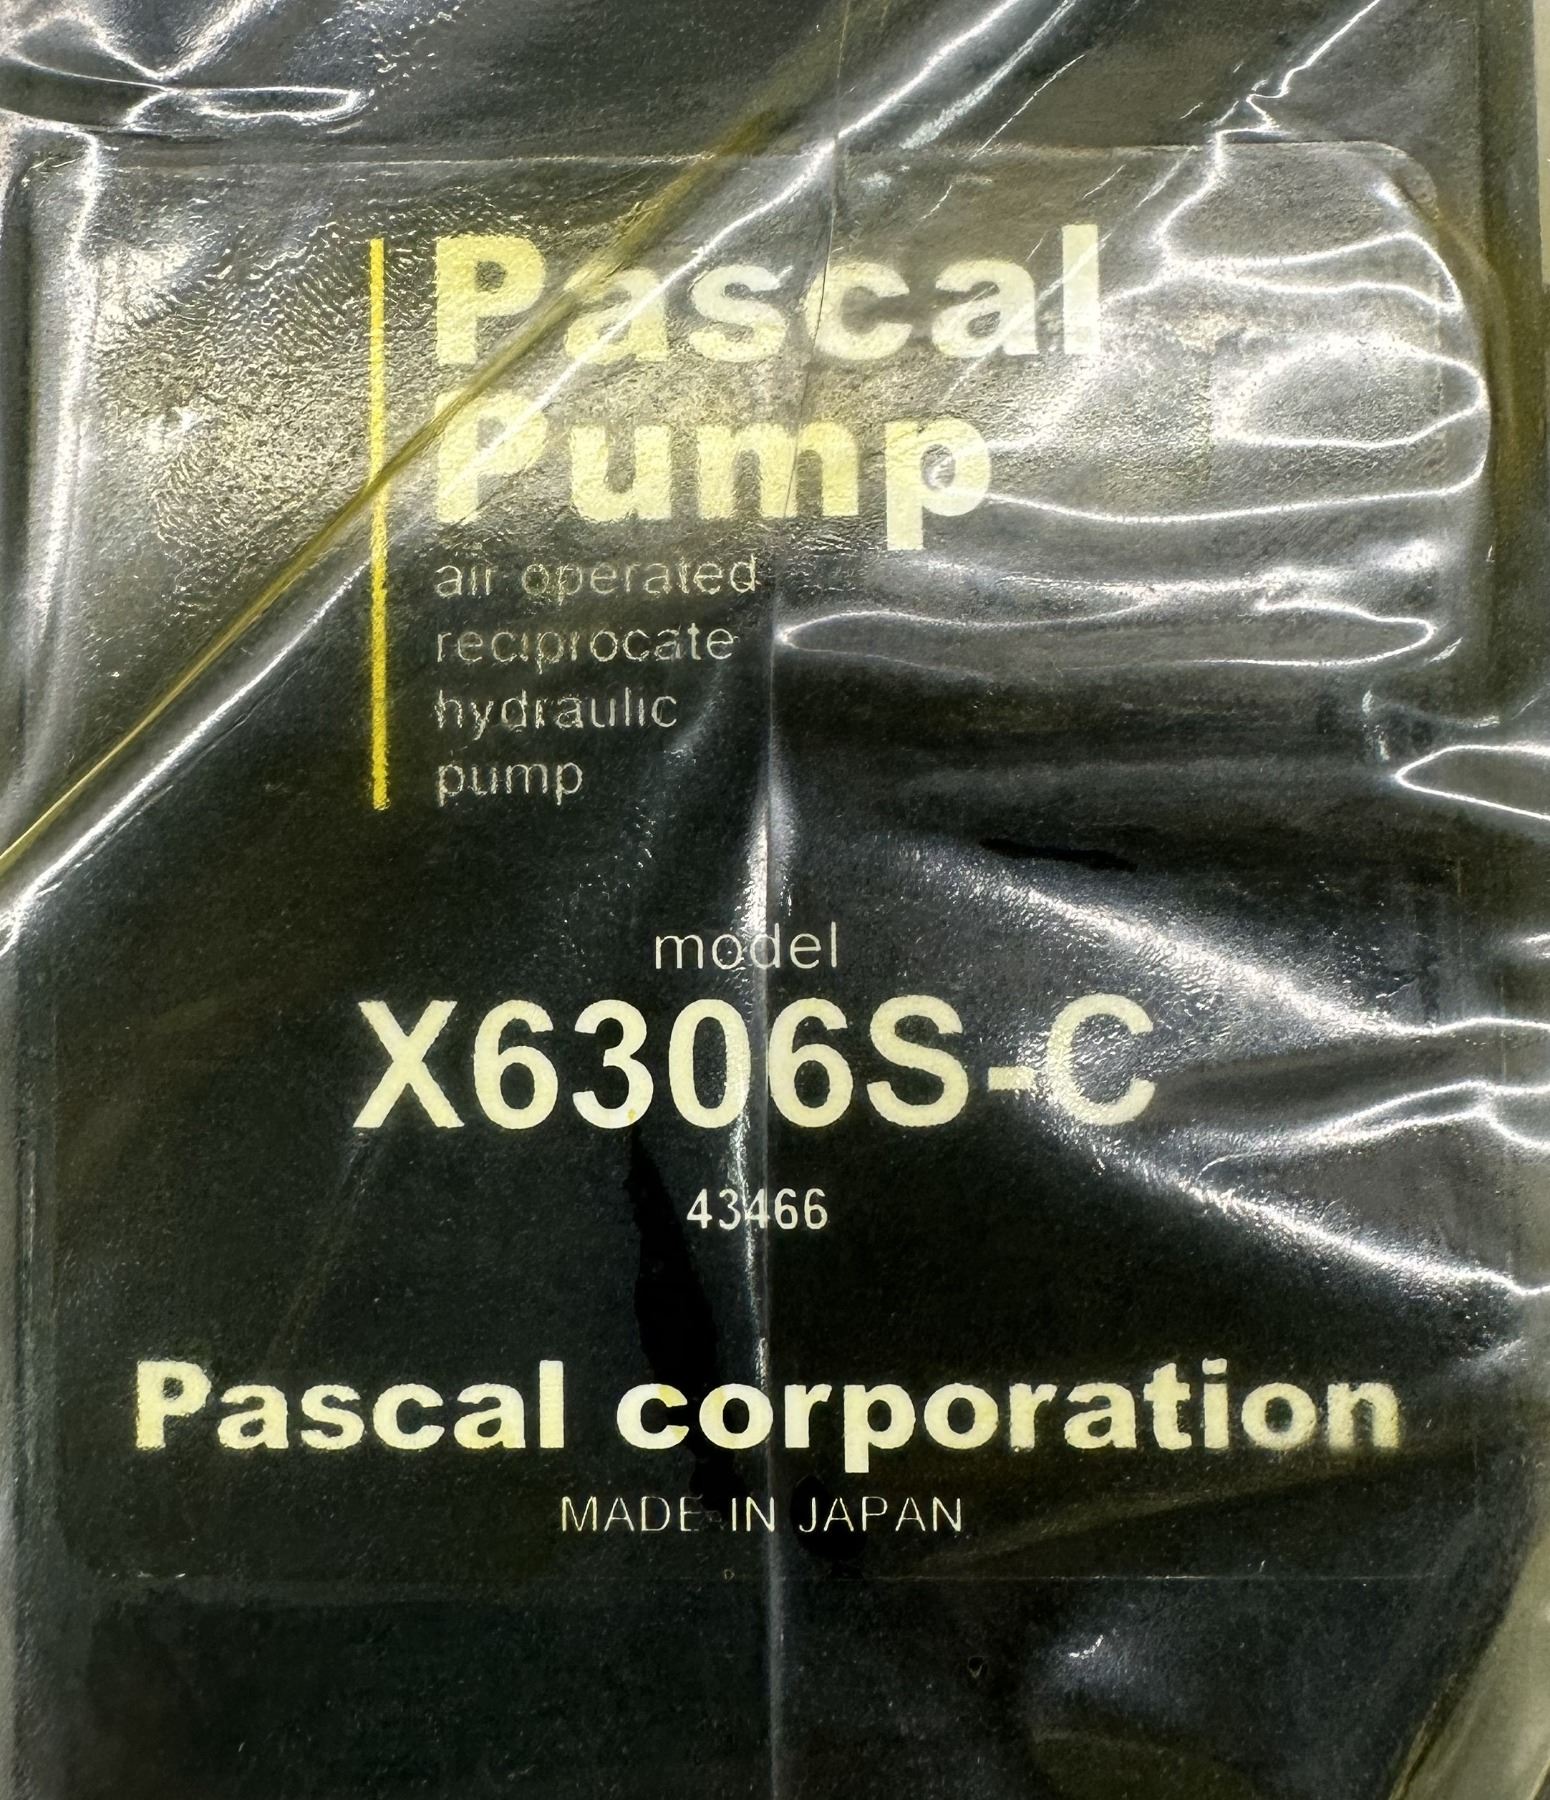 Pascal
Pump
air operated
reciprocate
hydraulic
pump
model
X6306S-C
43466
Pascal corporation
MADE IN JAPAN